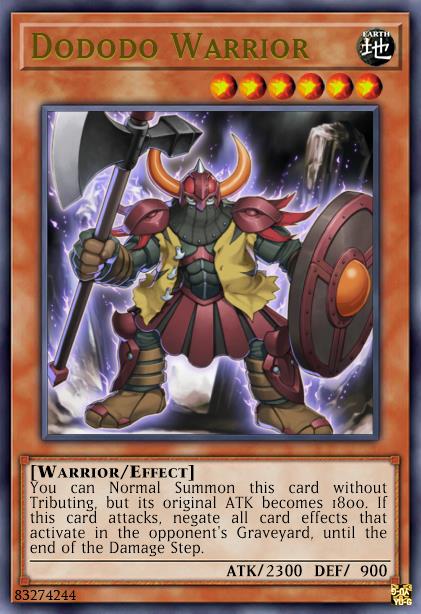 DODODO WARRIOR
EARTH
地
[WARRIOR/EFFECT]
You can Normal Summon this card without
Tributing, but its original ATK becomes 1800. If
this card attacks, negate all card effects that
activate in the opponent's Graveyard, until the
end of the Damage Step.
ATK/2300 DEF/ 900
83274244